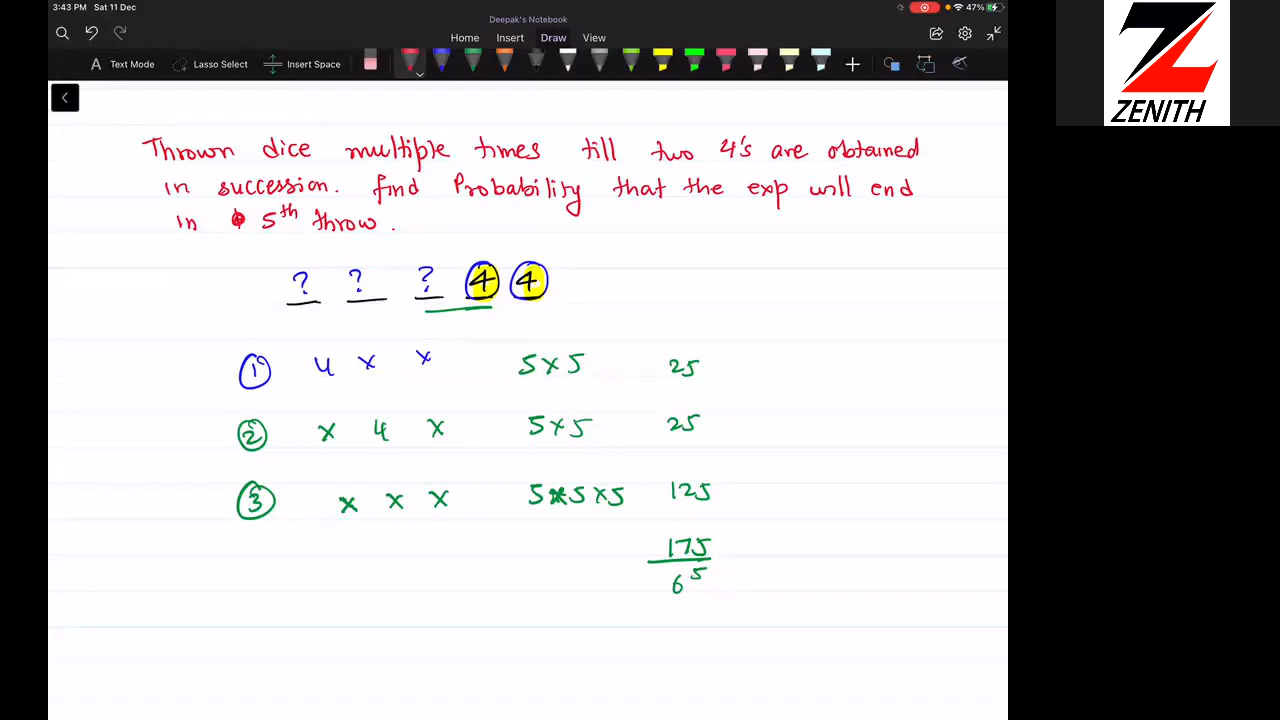 3:43 PM Sat 11 Dec
47%
Deepak's Notebook
Home Insert Draw View
A Text Mode Lasso Select Insert Space
ZENITH
Thrown dice multiple times till two 4's are obtained
in succession. find Probability that the exp will end
in 5th throw.
? ? ? 4 4
1 4 x x 5x5 25
2 x 4 x 5x5 25
3 x x x 5x5x5 125
175
6^5